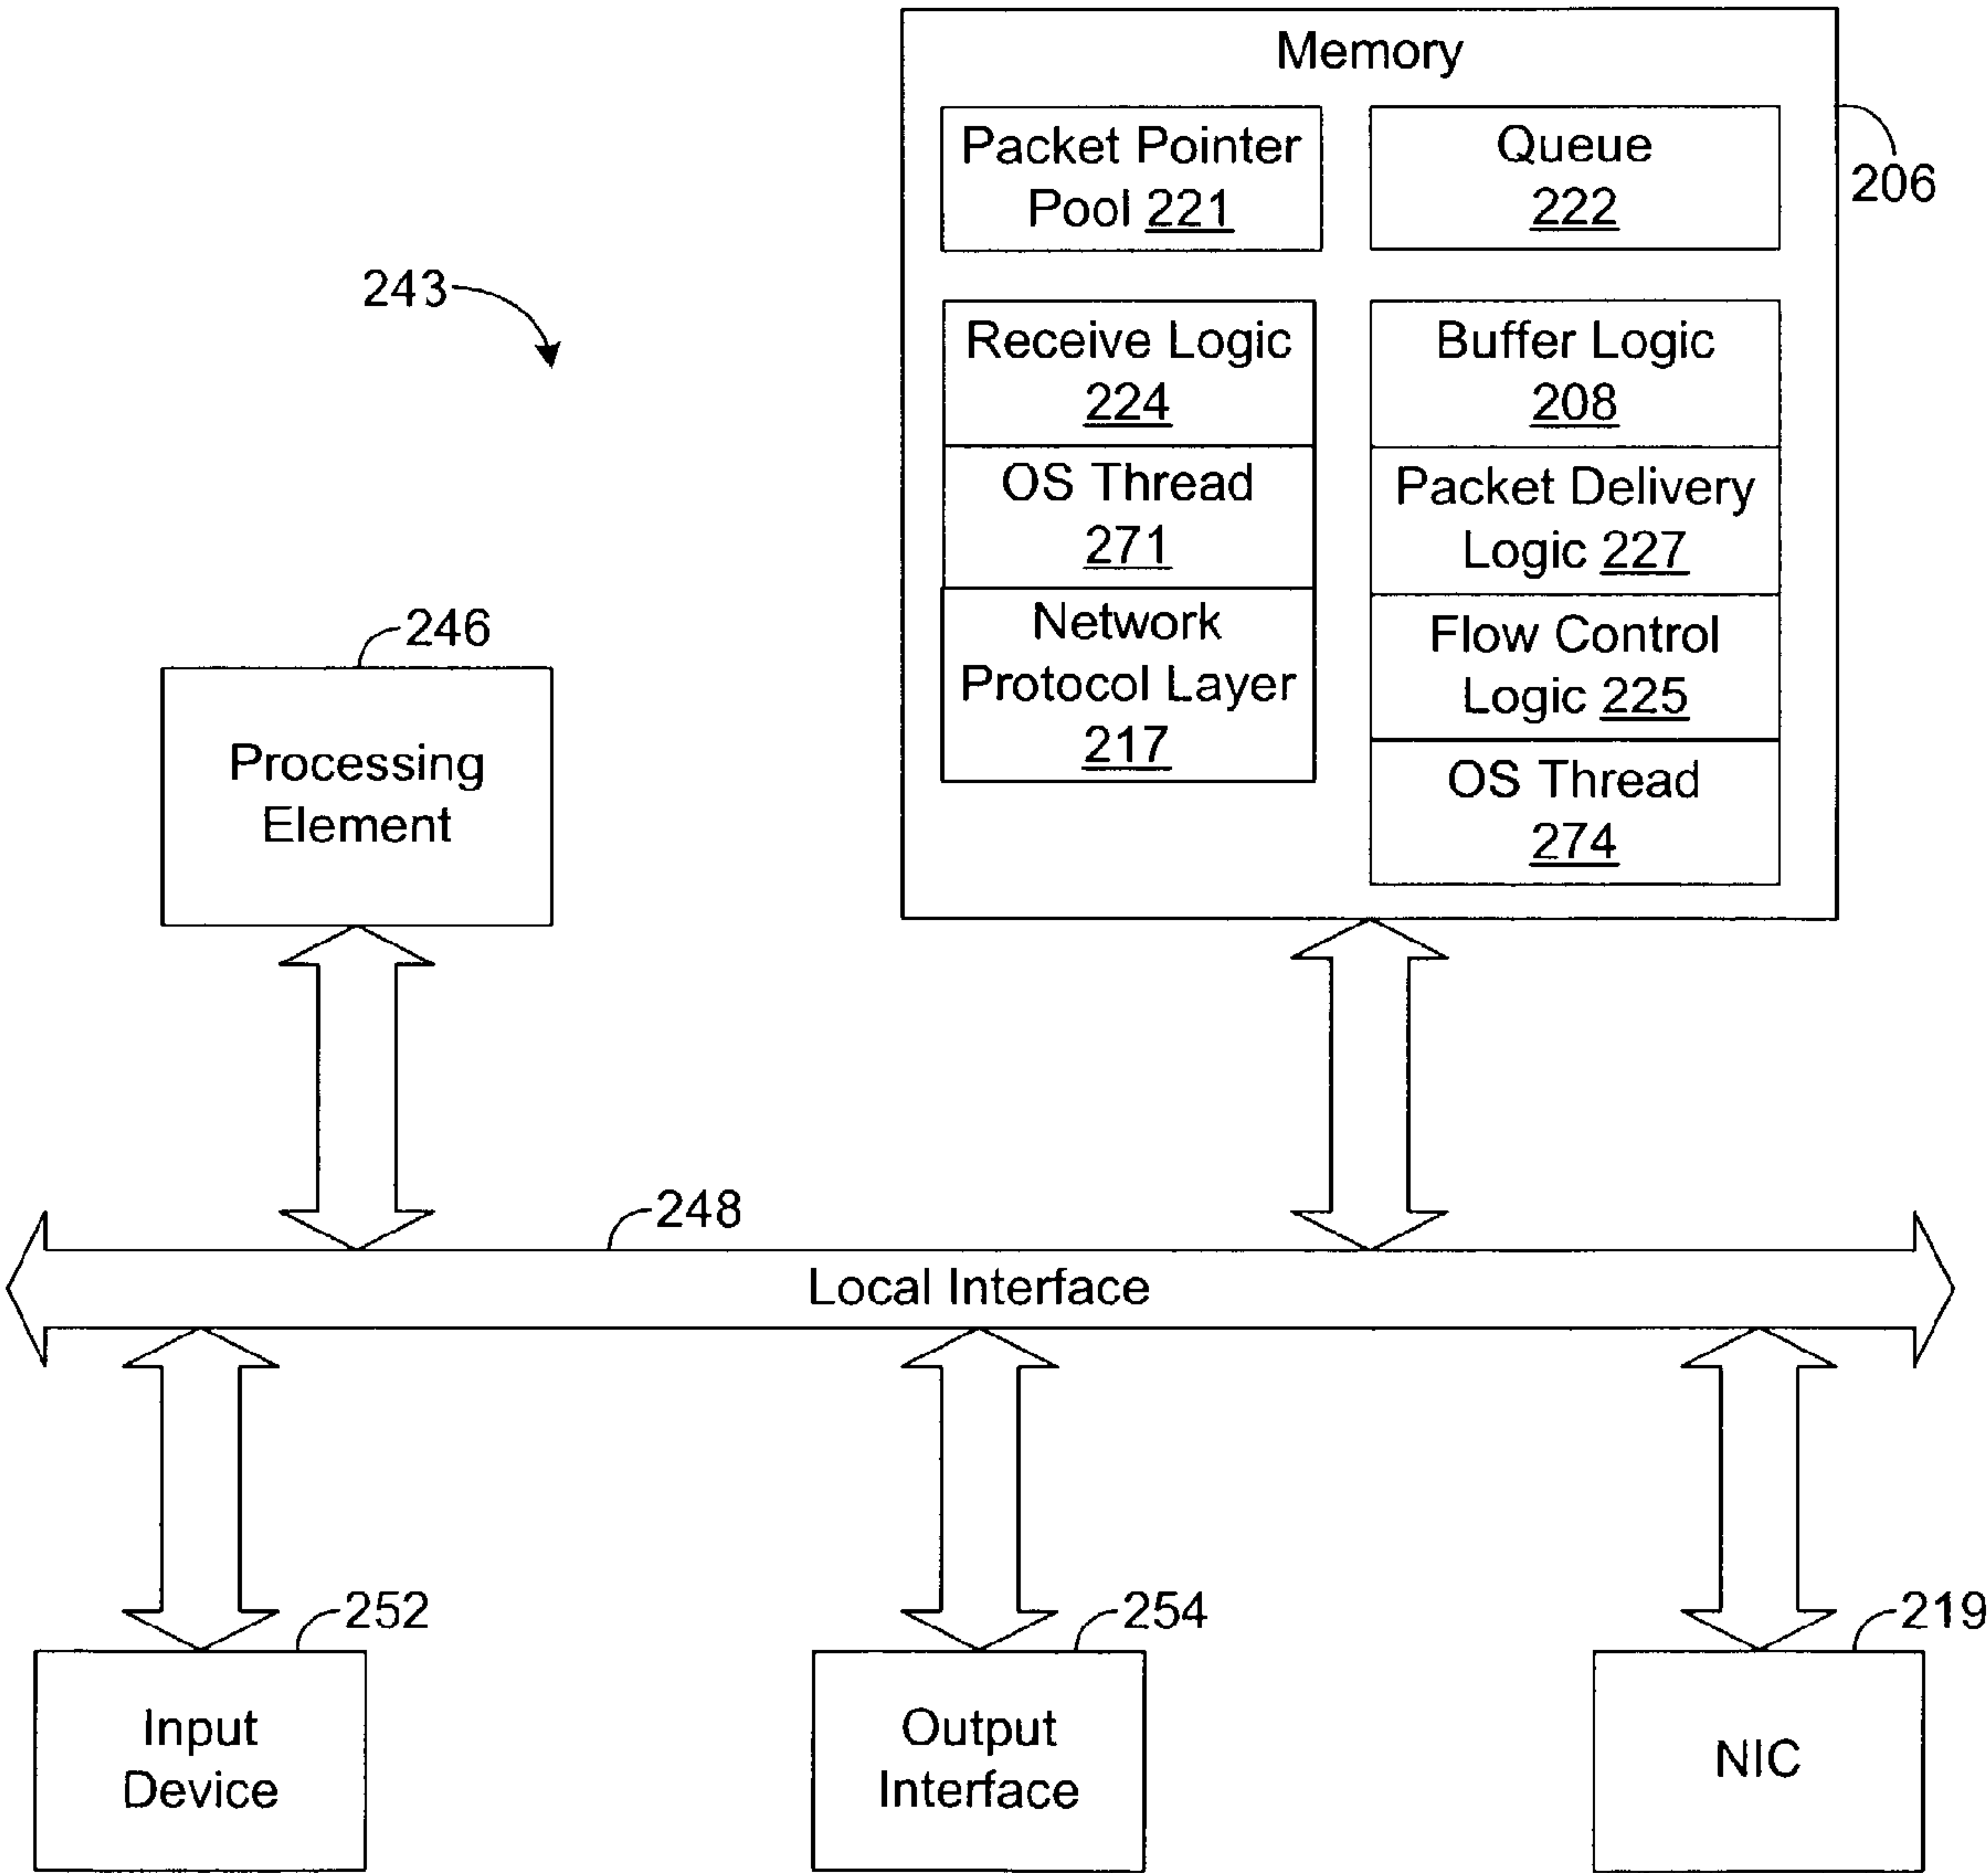 Memory
Packet Pointer
Pool 221
Queue
222
206
243
Receive Logic
224
OS Thread
271
Network
Protocol Layer
217
Buffer Logic
208
Packet Delivery
Logic 227
Flow Control
Logic 225
OS Thread
274
246
Processing
Element
248
Local Interface
252
Input
Device
254
Output
Interface
219
NIC